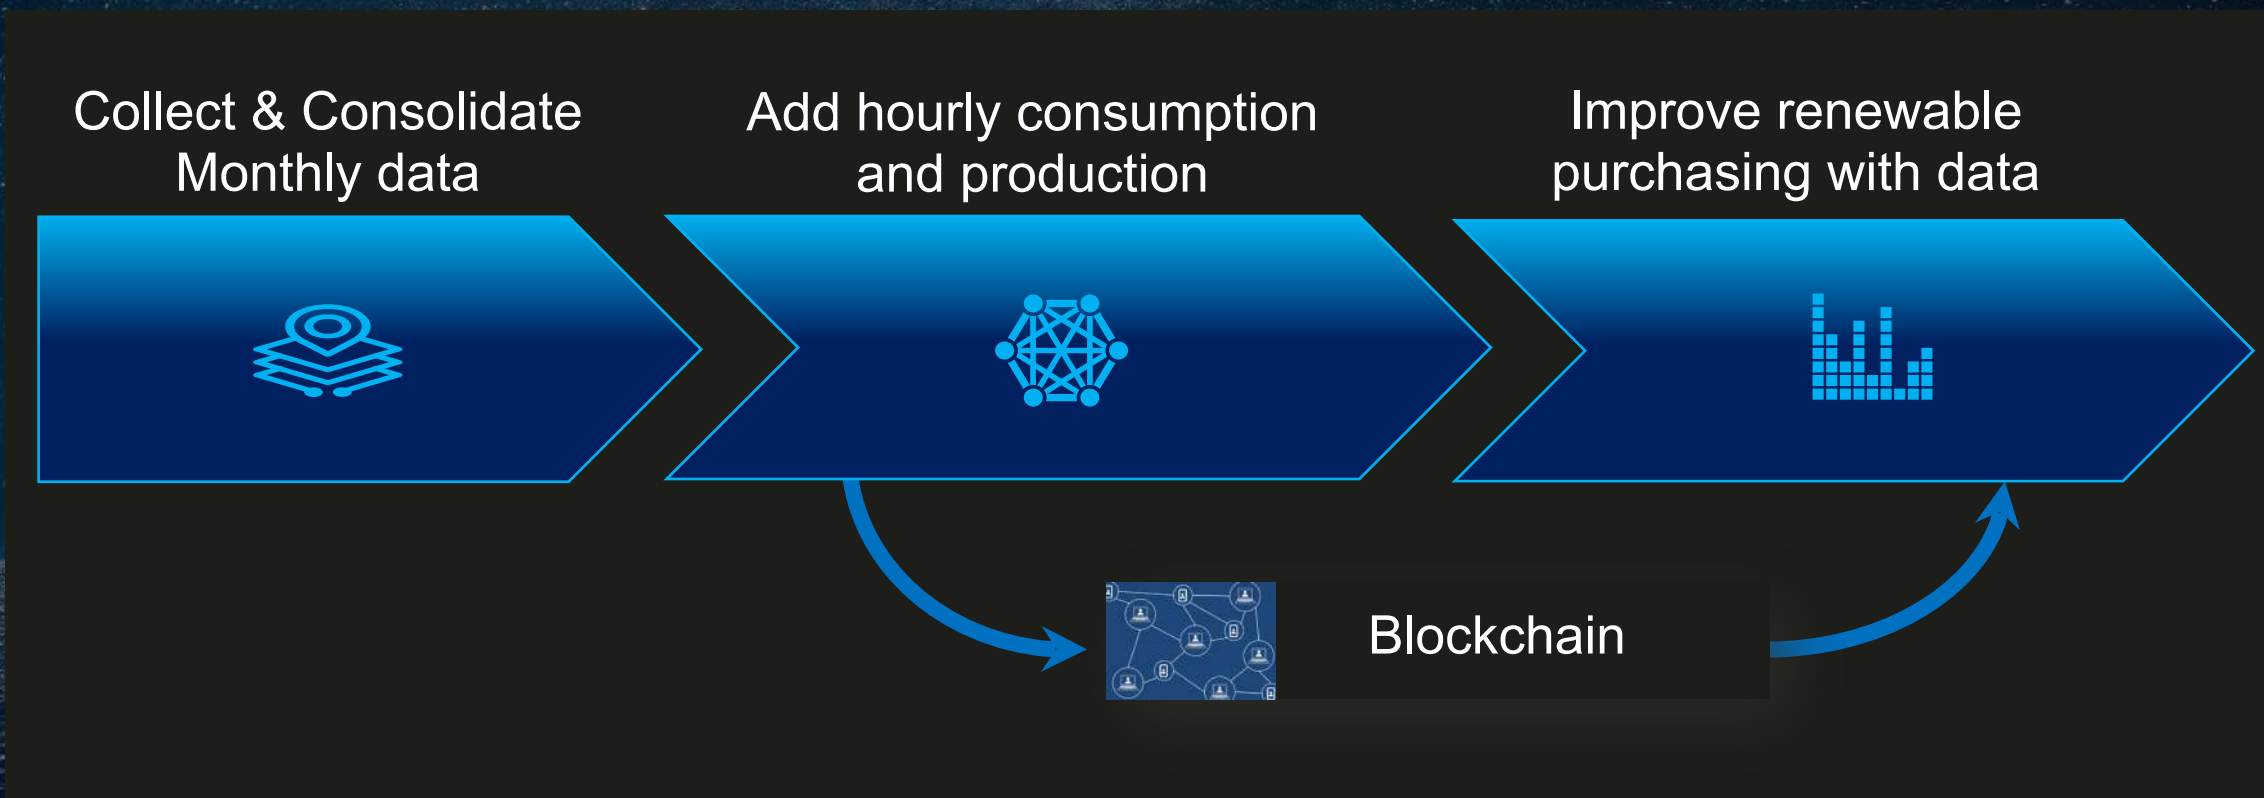 Collect & Consolidate
Monthly data
Add hourly consumption
and production
Improve renewable
purchasing with data
Blockchain